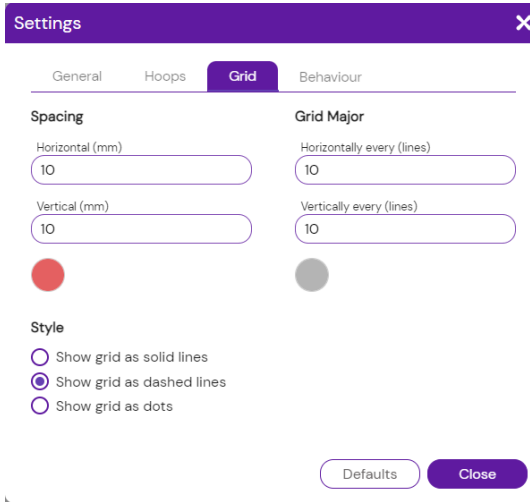 Settings
General Hoops Grid Behaviour
Spacing
Horizontal (mm)
10
Vertical (mm)
10
Grid Major
Horizontally every (lines)
10
Vertically every (lines)
10
Style
Show grid as solid lines
Show grid as dashed lines
Show grid as dots
Defaults Close